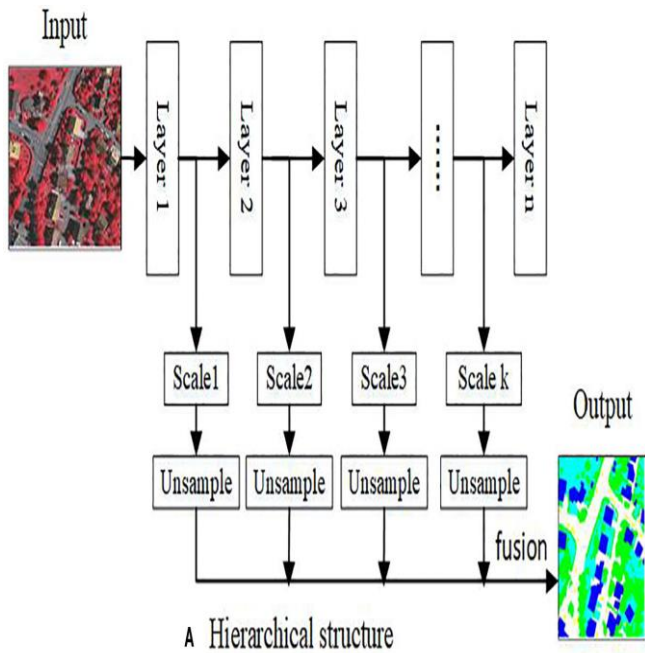 Input
Layer 1
Layer 2
Layer 3
......
Layer n
Scale1
Scale2
Scale3
Scale k
Output
Unsample
Unsample
Unsample
Unsample
fusion
A Hierarchical structure